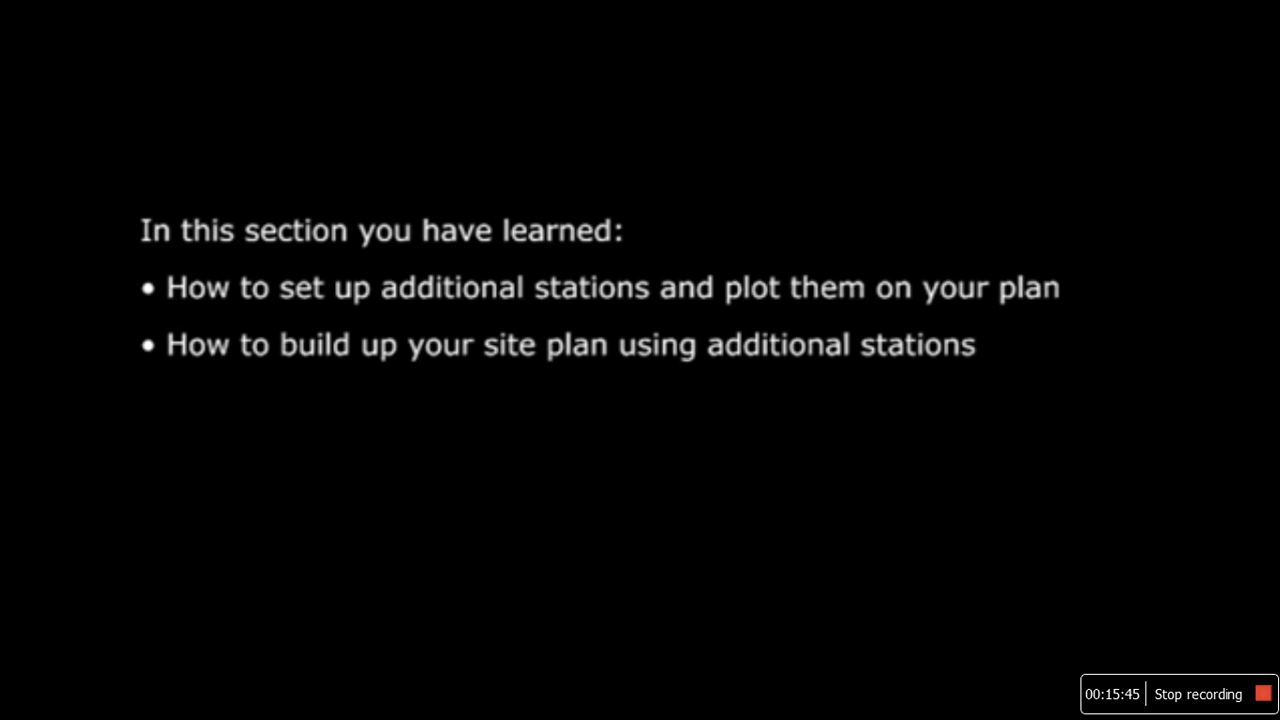 In this section you have learned:
• How to set up additional stations and plot them on your plan
• How to build up your site plan using additional stations
00:15:45 Stop recording